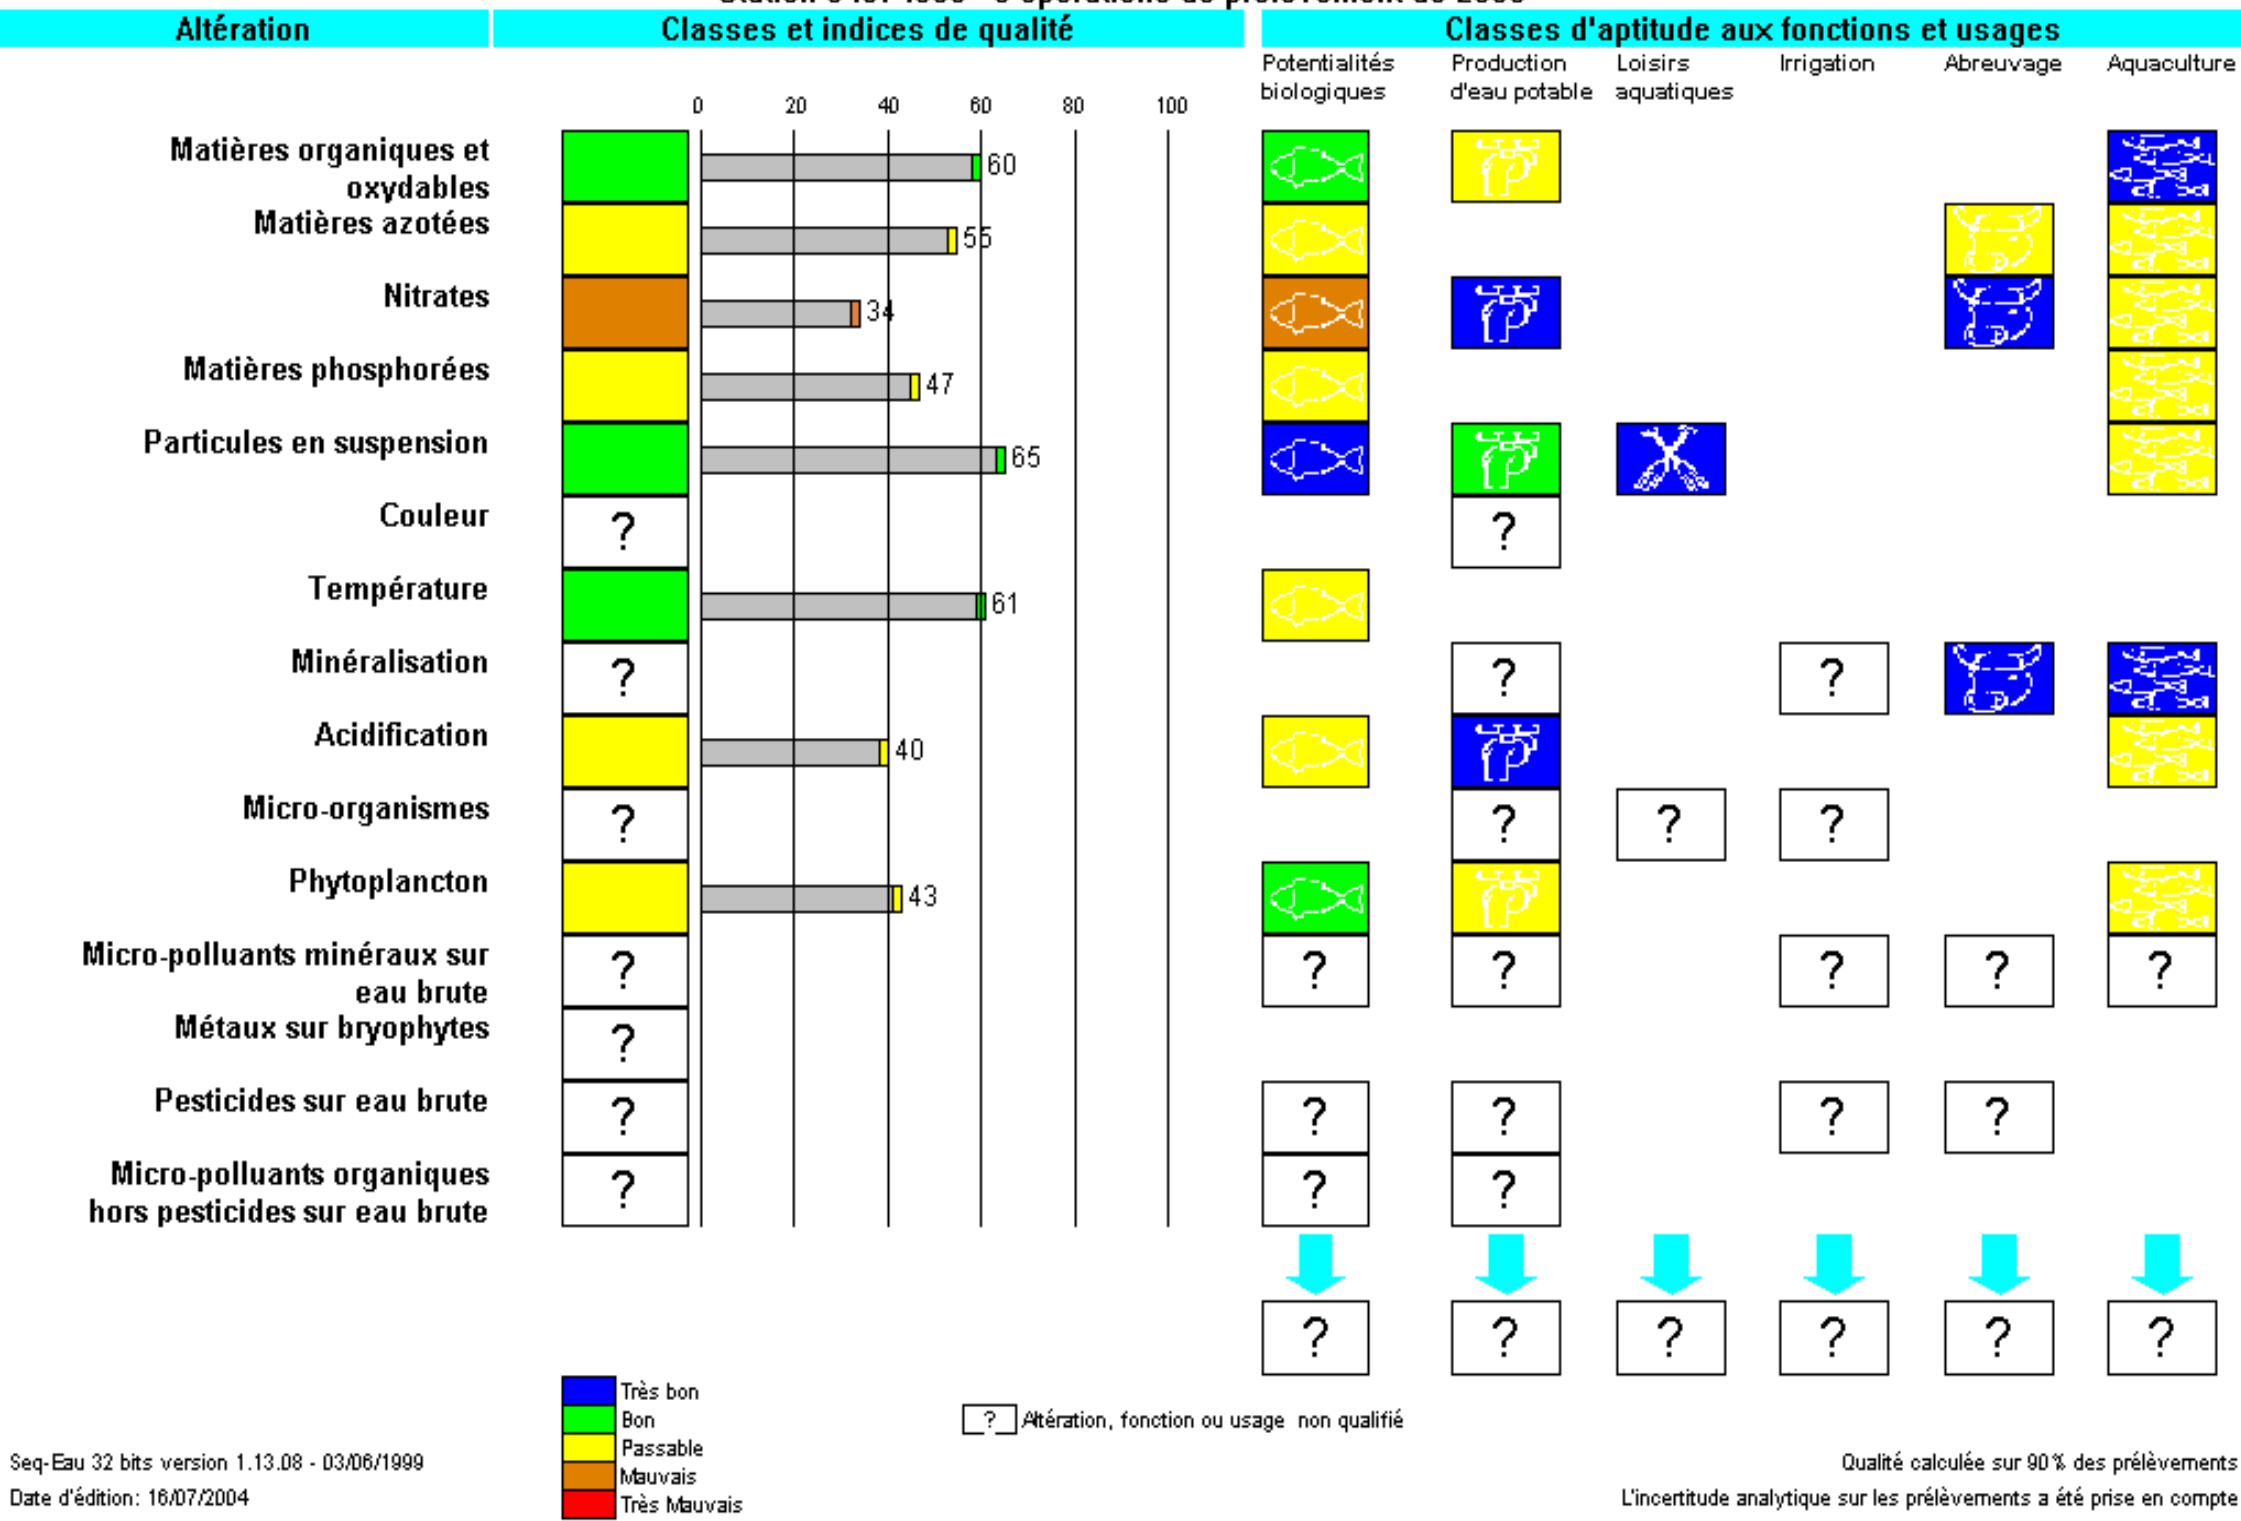 Altération
Classes et indices de qualité
Classes d'aptitude aux fonctions et usages
Potentialités
biologiques
Production
d'eau potable
Loisirs
aquatiques
Irrigation
Abreuvage
Aquaculture
0 20 40 60 80 100
Matières organiques et
oxydables
60
Matières azotées
55
Nitrates
34
Matières phosphorées
47
Particules en suspension
65
Couleur
? ?
Température
61
Minéralisation
? ? ?
Acidification
40
Micro-organismes
? ? ? ?
Phytoplancton
43
Micro-polluants minéraux sur
eau brute
? ? ? ? ? ?
Métaux sur bryophytes
?
Pesticides sur eau brute
? ? ? ? ?
Micro-polluants organiques
hors pesticides sur eau brute
? ? ?
? ? ? ? ? ?
Très bon
Bon
Passable
Mauvais
Très Mauvais
? Altération, fonction ou usage non qualifié
Seq-Eau 32 bits version 1.13.08 - 03/06/1999
Date d'édition: 16/07/2004
Qualité calculée sur 90% des prélèvements
L'incertitude analytique sur les prélèvements a été prise en compte